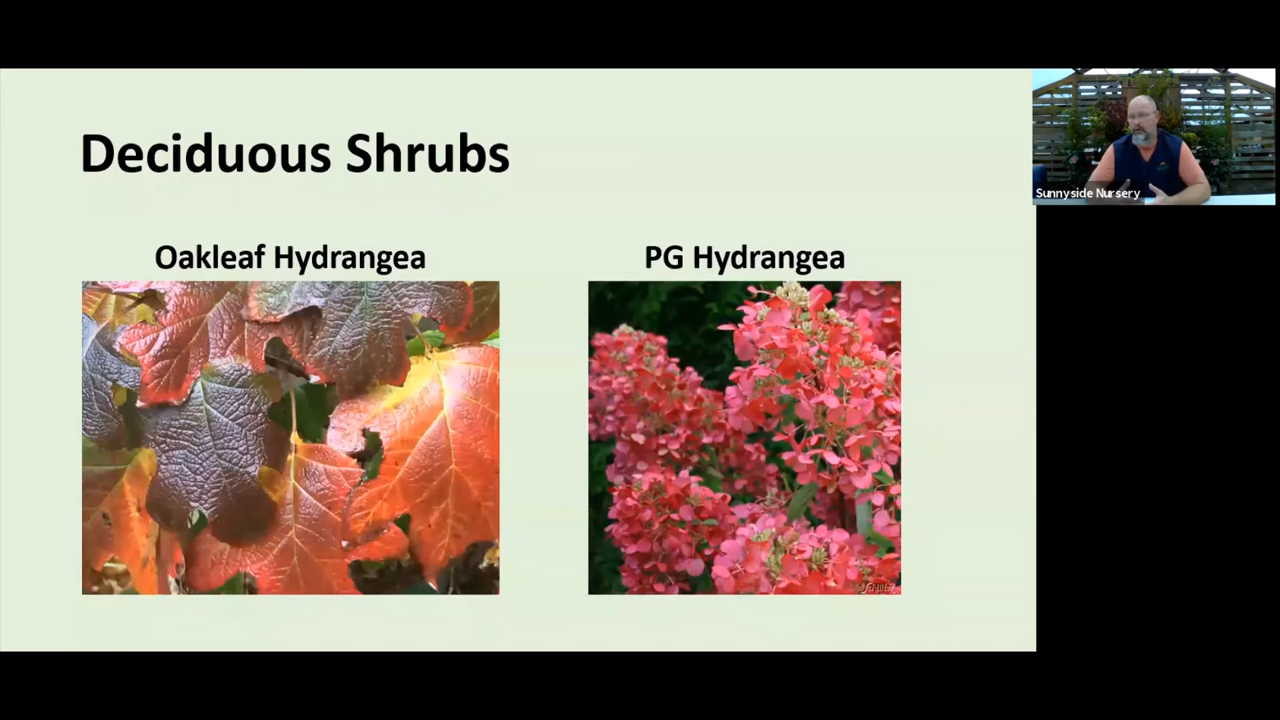 Deciduous Shrubs
Oakleaf Hydrangea
PG Hydrangea
Sunnyside Nursery